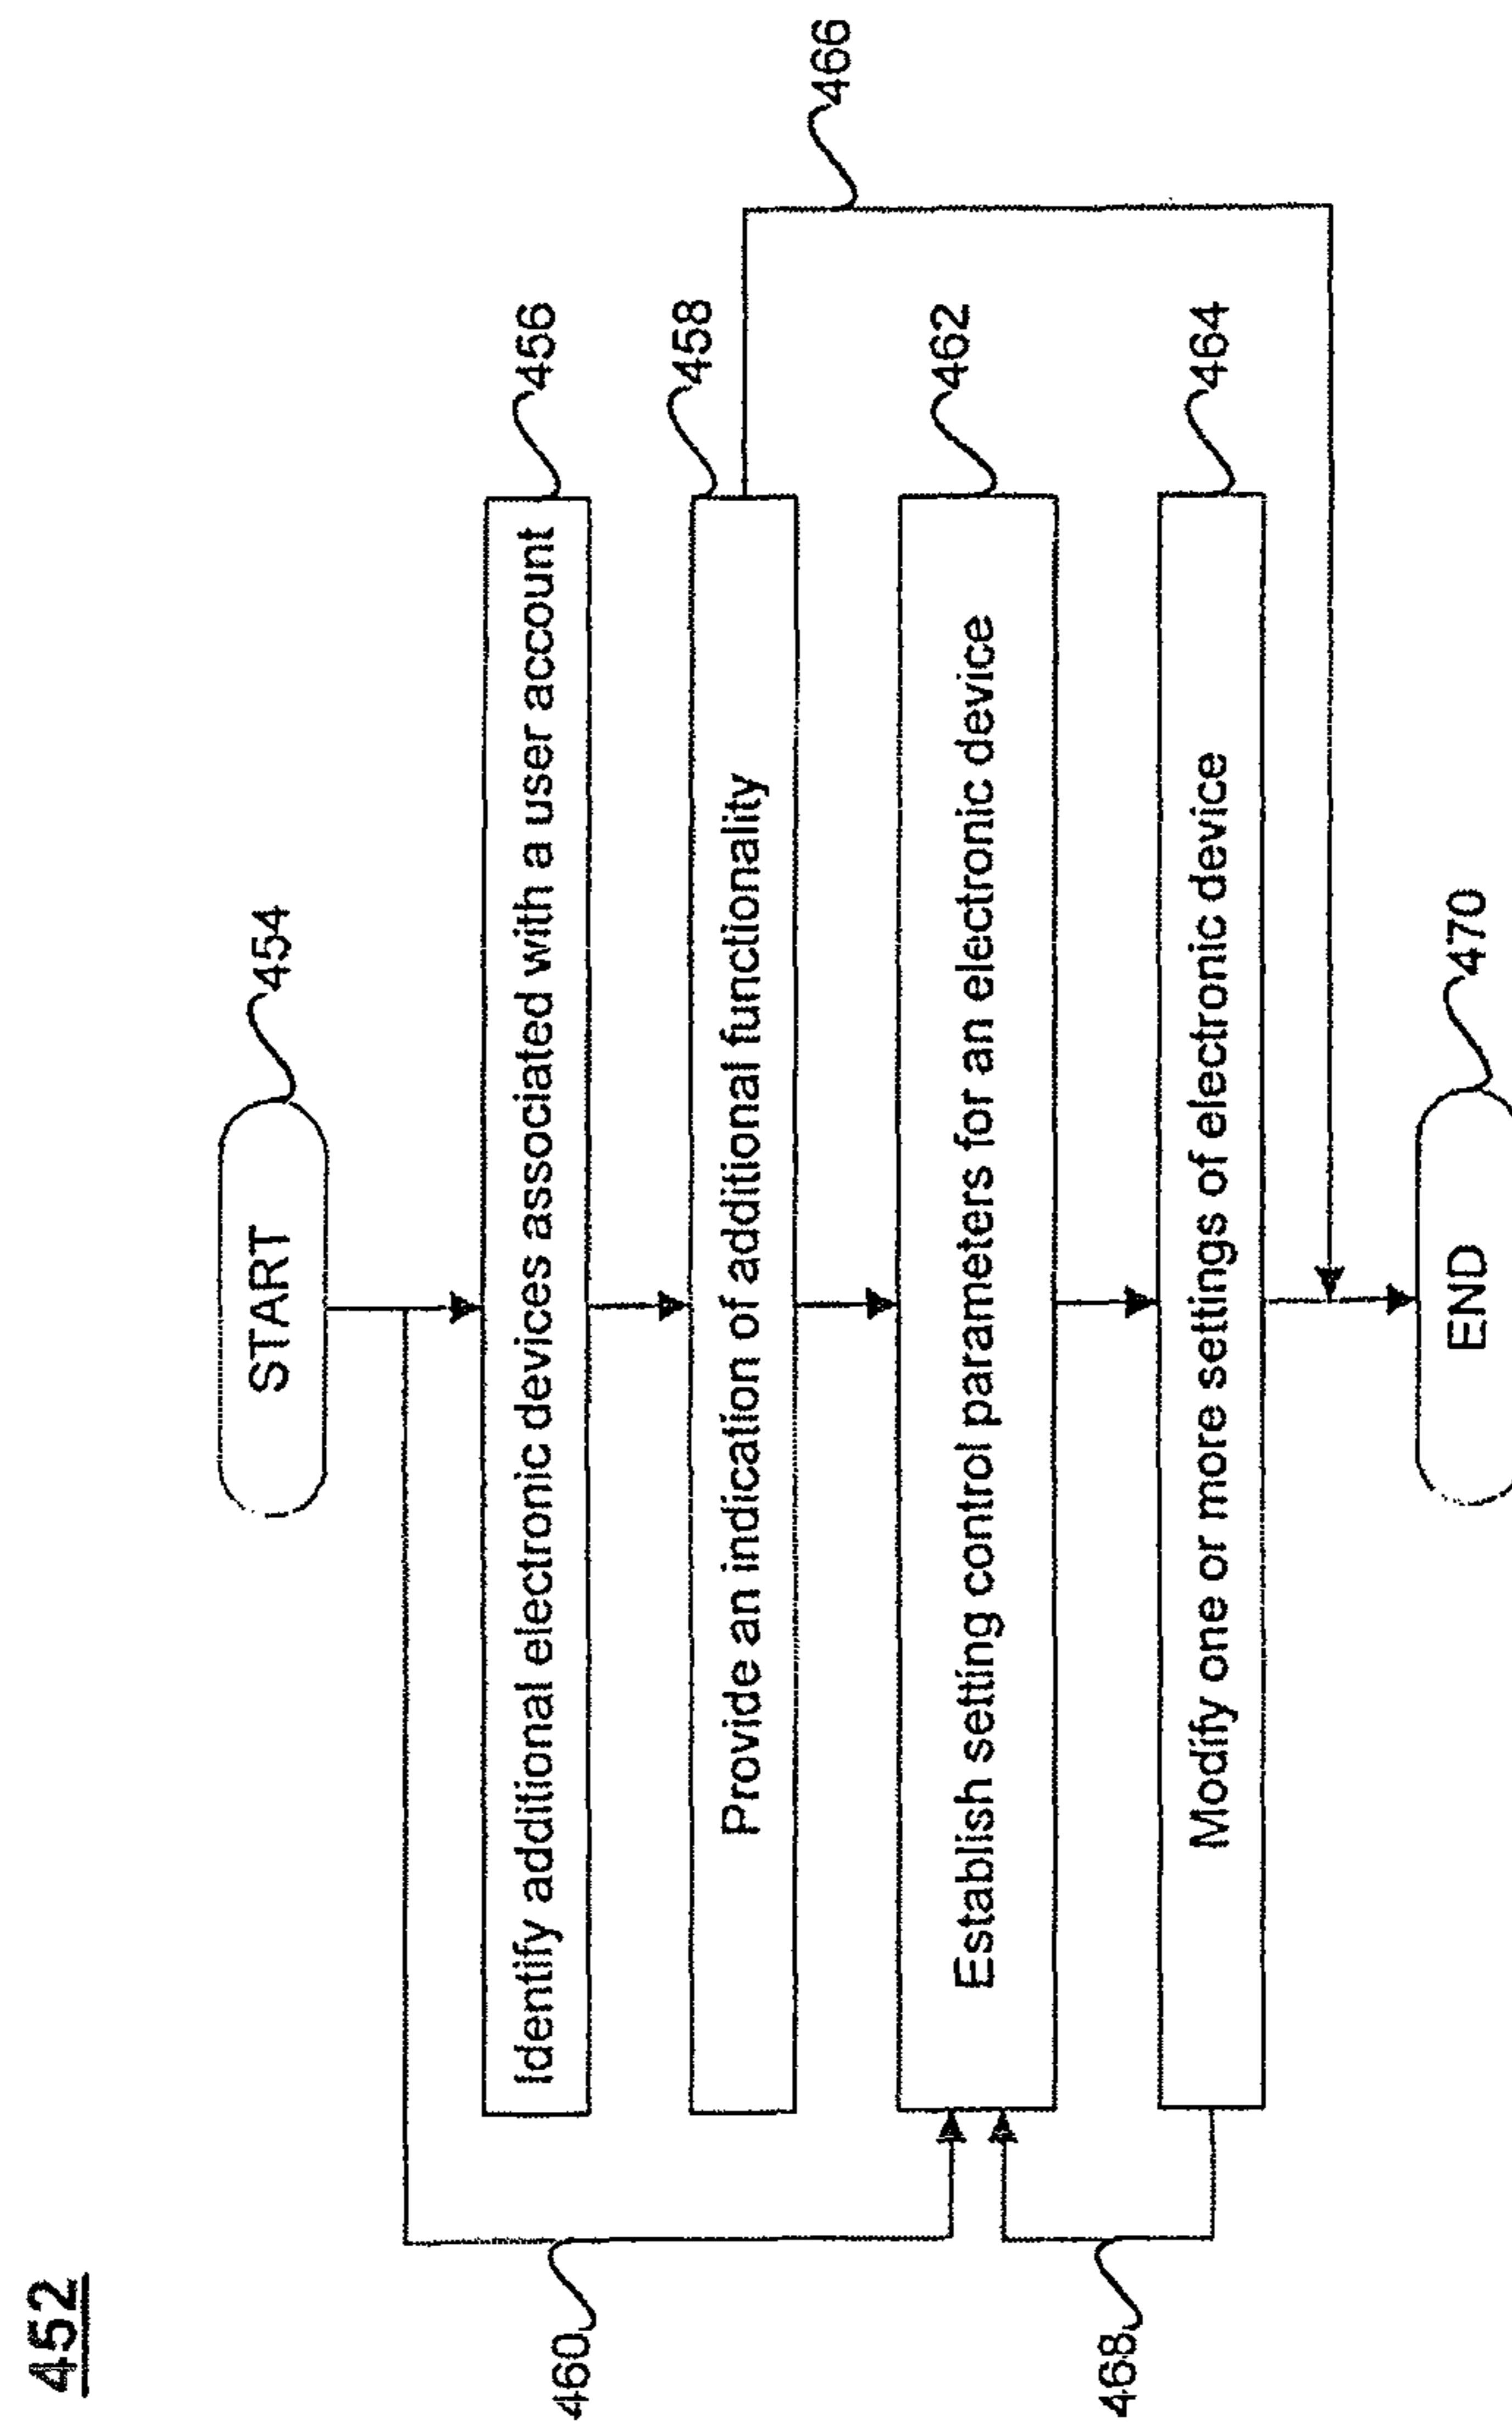 452
START
454
Identify additional electronic devices associated with a user account
456
Provide an indication of additional functionality
458
466
460
Establish setting control parameters for an electronic device
462
Modify one or more settings of electronic device
464
468
END
470